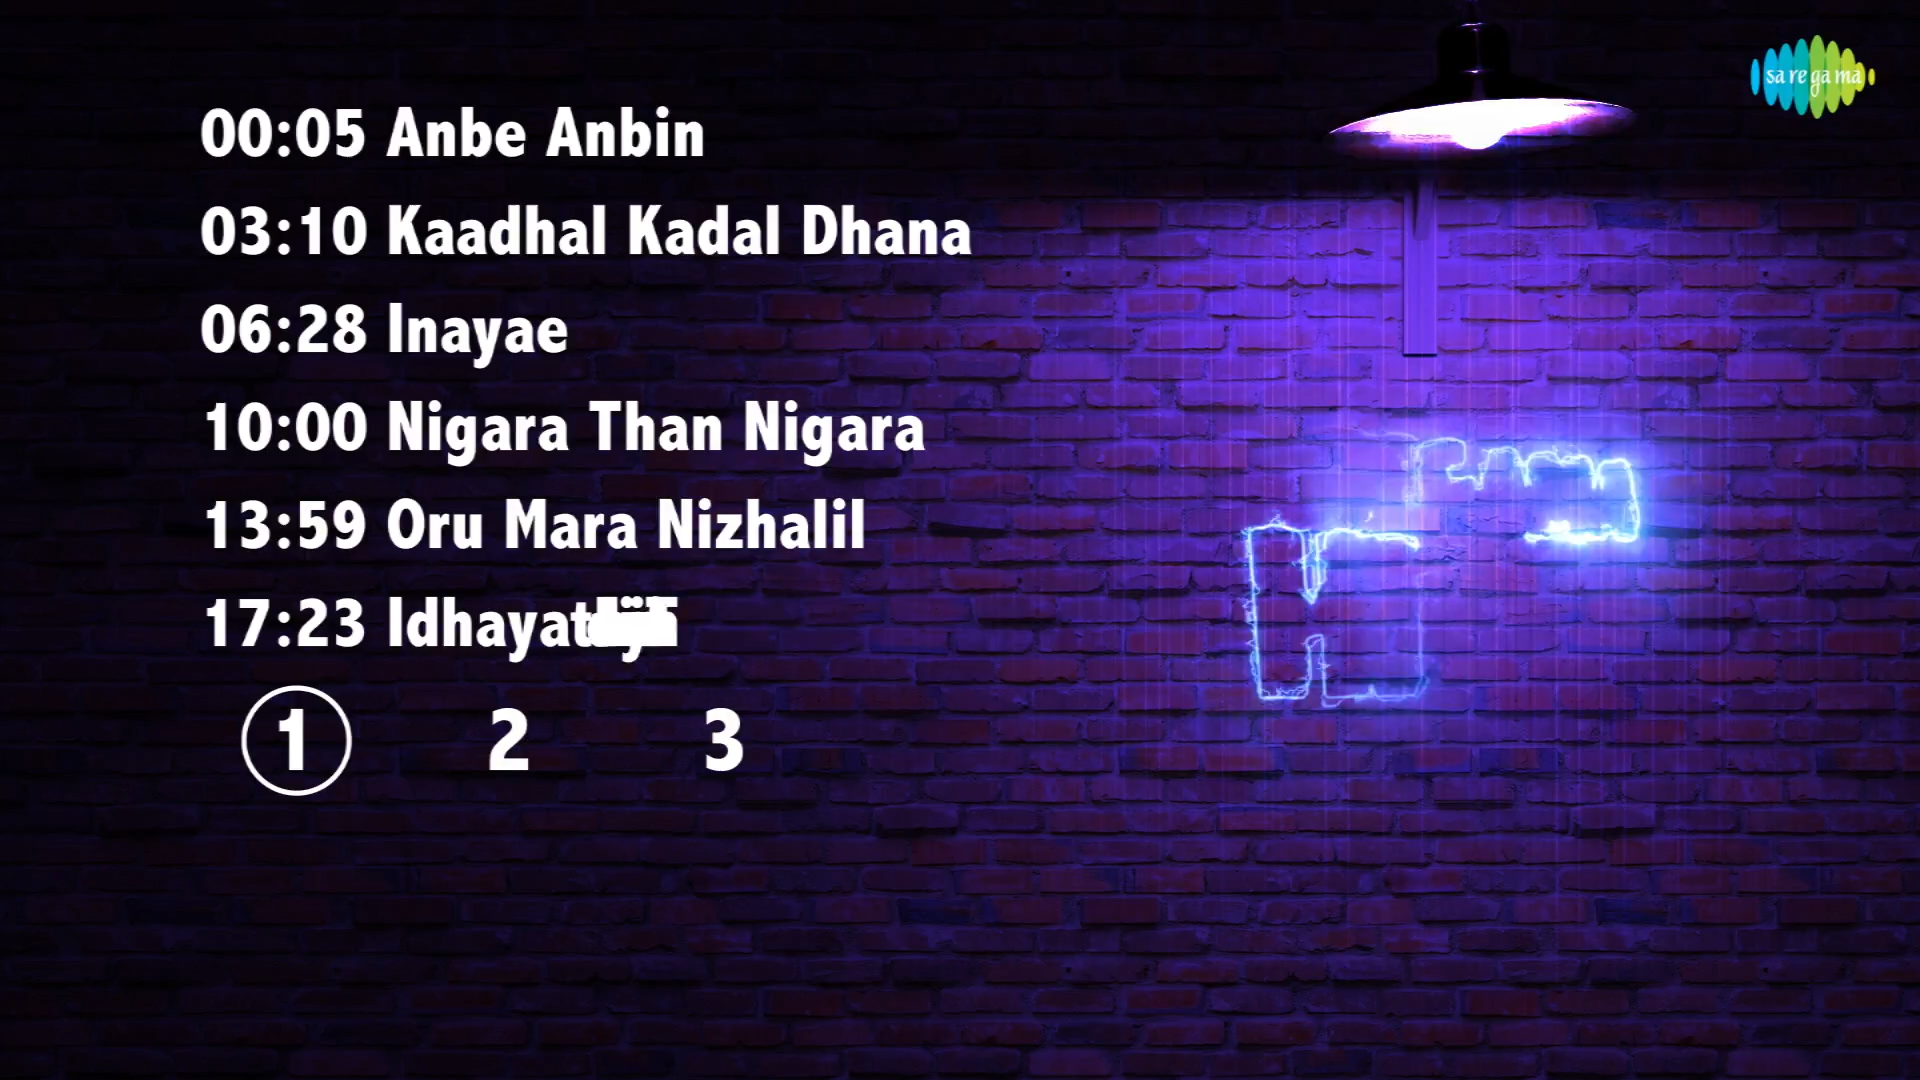 saregama
00:05 Anbe Anbin
03:10 Kaadhal Kadal Dhana
06:28 Inayae
10:00 Nigara Than Nigara
13:59 Oru Mara Nizhalil
17:23
1 2 3